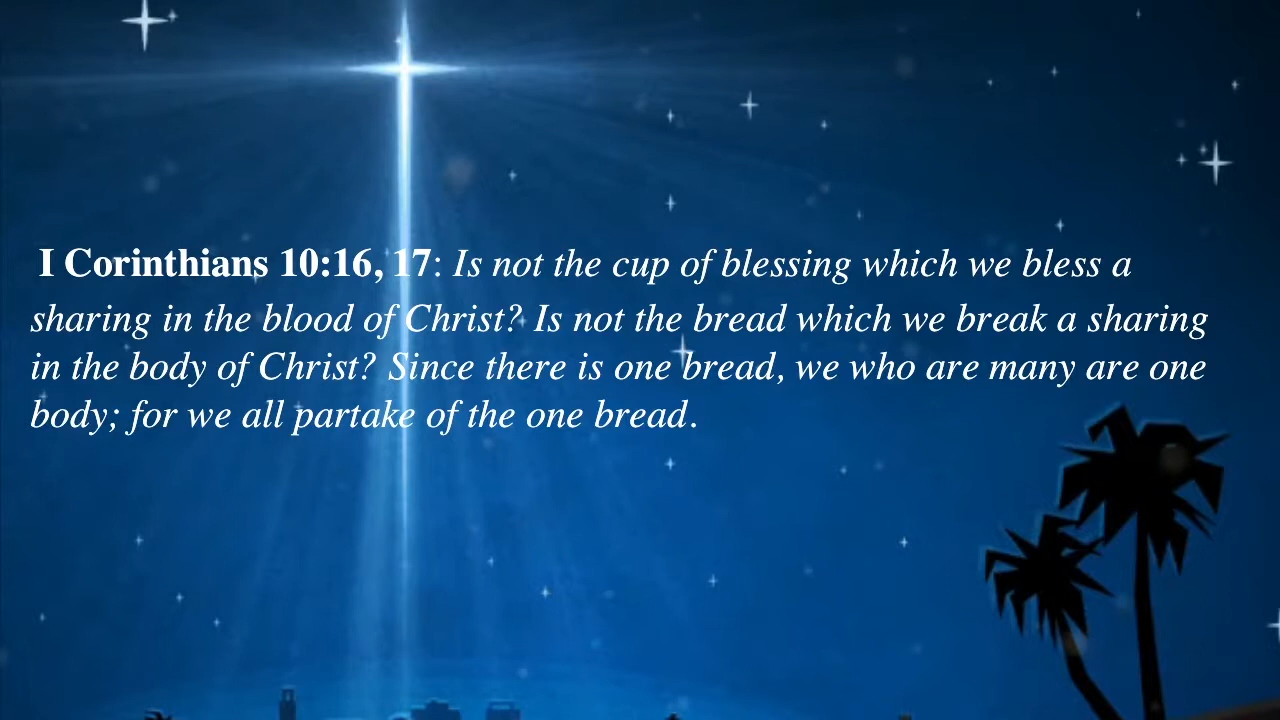 I Corinthians 10:16, 17: Is not the cup of blessing which we bless a
sharing in the blood of Christ? Is not the bread which we break a sharing
in the body of Christ? Since there is one bread, we who are many are one
body; for we all partake of the one bread.